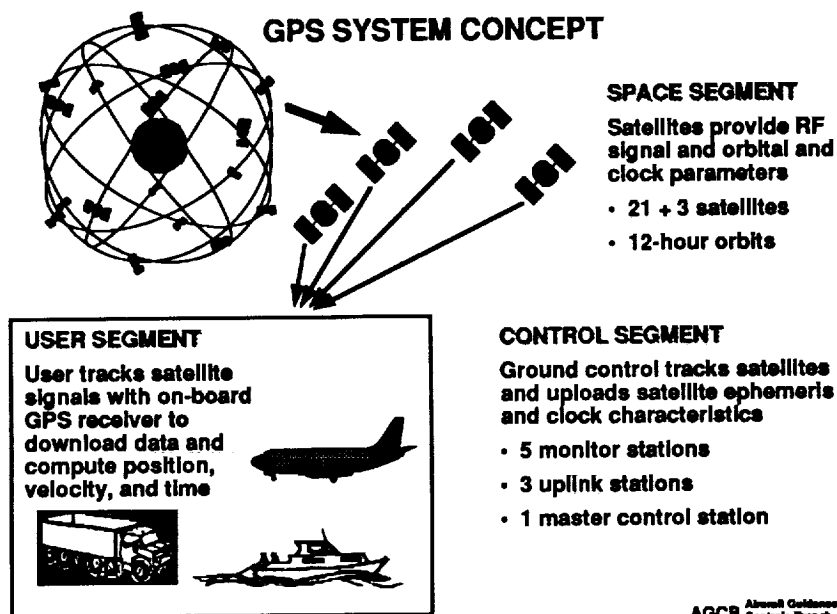 GPS SYSTEM CONCEPT
SPACE SEGMENT
Satellites provide RF
signal and orbital and
clock parameters
• 21 + 3 satellites
• 12-hour orbits
USER SEGMENT
User tracks satellite
signals with on-board
GPS receiver to
download data and
compute position,
velocity, and time
CONTROL SEGMENT
Ground control tracks satellites
and uploads satellite ephemeris
and clock characteristics
• 5 monitor stations
• 3 uplink stations
• 1 master control station
AGCB Aircraft Guidance